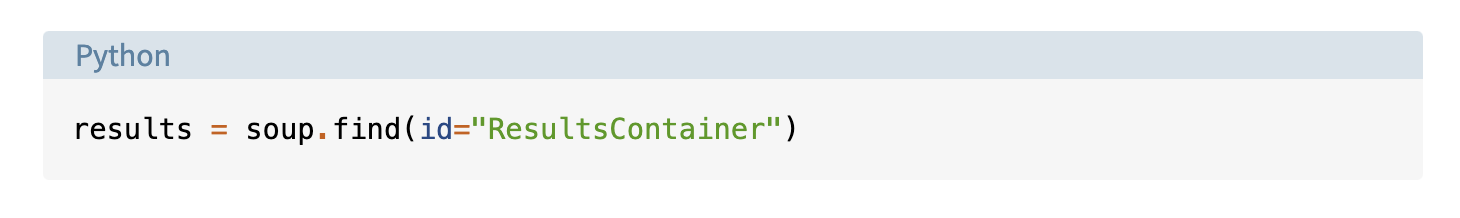 Python
results = soup.find(id="ResultsContainer")